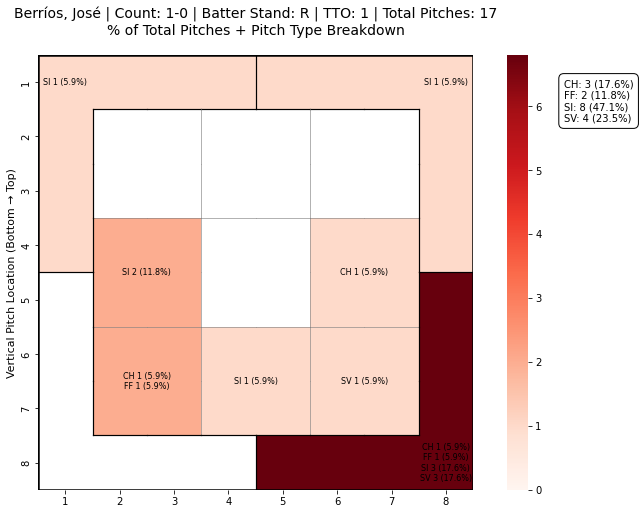 Berríos, José | Count: 1-0 | Batter Stand: R | TTO: 1 | Total Pitches: 17
% of Total Pitches + Pitch Type Breakdown
CH: 3 (17.6%)
FF: 2 (11.8%)
SI: 8 (47.1%)
SV: 4 (23.5%)
Vertical Pitch Location (Bottom → Top)
1
2
3
4
5
6
7
8
SI 1 (5.9%)
SI 1 (5.9%)
SI 2 (11.8%)
CH 1 (5.9%)
CH 1 (5.9%)
FF 1 (5.9%)
SI 1 (5.9%)
SV 1 (5.9%)
CH 1 (5.9%)
FF 1 (5.9%)
SI 3 (17.6%)
SV 3 (17.6%)
1 2 3 4 5 6 7 8
6
5
4
3
2
1
0